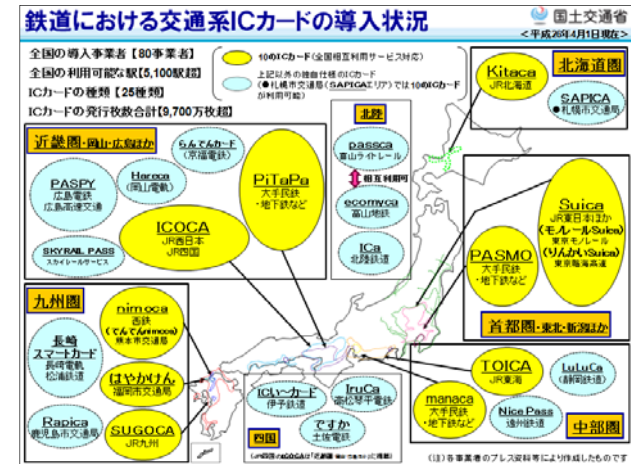 鉄道における交通系ICカードの導入状況
国土交通省
<平成26年4月1日現在>
全国の導入事業者【80事業者】
全国の利用可能な駅【5,100駅超】
ICカードの種類【25種類】
ICカードの発行枚数合計【9,700万枚超】
10のICカード(全国相互利用サービス対応)
上記以外の独自仕様のICカード
(●札幌市交通局(SAPICAエリア)では10のICカード
が利用可能)
北海道圏
Kitaca
JR北海道
SAPICA
●札幌市交通局
近畿圏・岡山・広島ほか
らんでんカード
(京福電鉄)
PiTaPa
大手民鉄
・地下鉄など
Hareca
(岡山電軌)
PASPY
広島電鉄
広島高速交通
ICOCA
JR西日本
JR四国
SKYRAIL PASS
スカイレールサービス
北陸
passca
富山ライトレール
相互利用可
ecomyca
富山地鉄
ICa
北陸鉄道
Suica
JR東日本ほか
(モノレールSuica)
東京モノレール
(りんかいSuica)
東京臨海高速
PASMO
大手民鉄
・地下鉄など
首都圏・東北・新潟ほか
九州圏
nimoca
西鉄
(でんでんnimoca)
熊本市交通局
長崎
スマートカード
長崎電軌
松浦鉄道
はやかけん
福岡市交通局
Rapica
鹿児島市交通局
SUGOCA
JR九州
ICい~カード
伊予鉄道
IruCa
高松琴平電鉄
ですか
土佐電鉄
四国
TOICA
JR東海
LuLuCa
(静岡鉄道)
manaca
大手民鉄
・地下鉄など
Nice Pass
遠州鉄道
中部圏
(注)各事業者のプレス資料等により作成したものです